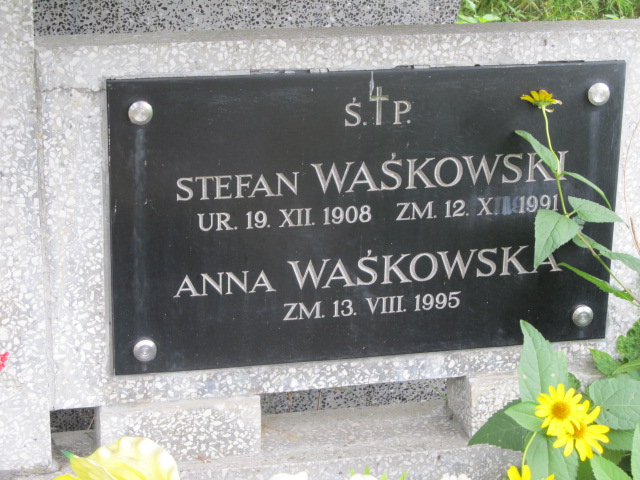 Ś. P.
STEFAN WAŚKOWSKI
UR. 19. XII. 1908 ZM. 12. 1991
ANNA WAŚKOWSKA
ZM. 13. VIII. 1995